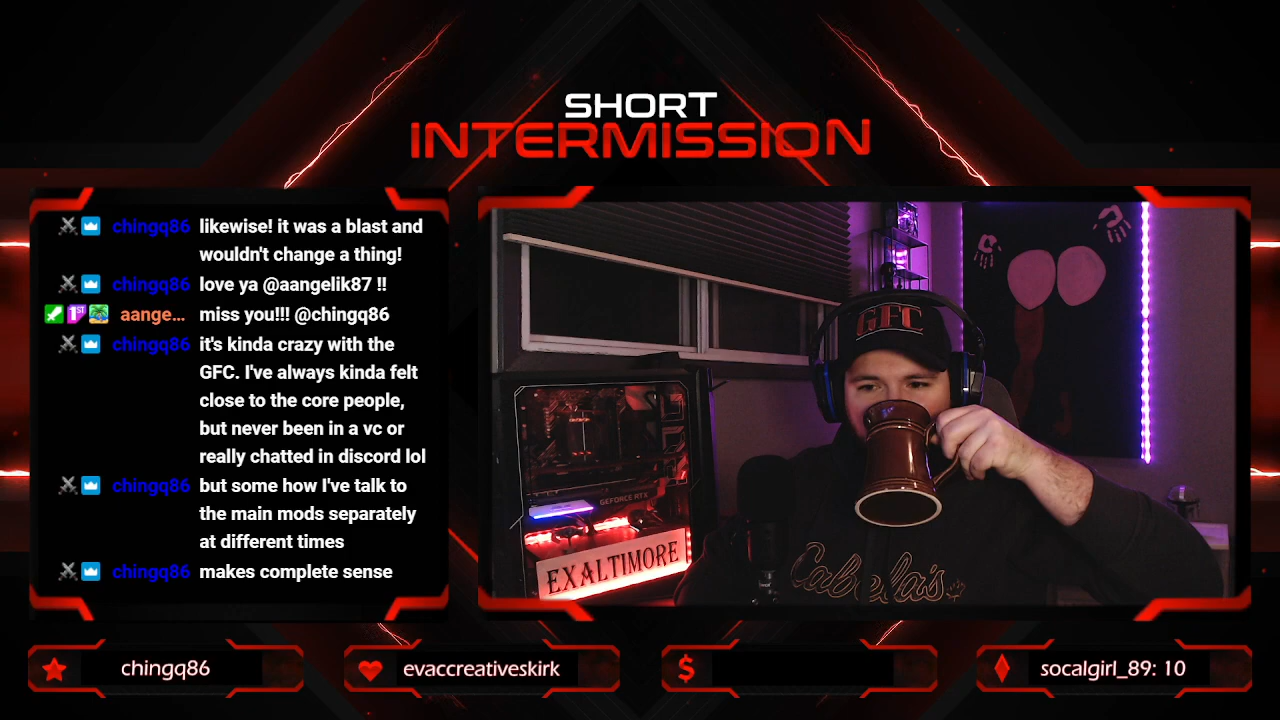 SHORT
INTERMISSION
chingq86 likewise! it was a blast and
wouldn't change a thing!
chingq86 love ya @aangelik87 !!
1ST aange... miss you!!! @chingq86
chingq86 it's kinda crazy with the
GFC. I've always kinda felt
close to the core people,
but never been in a vc or
really chatted in discord lol
chingq86 but some how I've talk to
the main mods separately
at different times
chingq86 makes complete sense
GFC
GEFORCE RTX
EXALTIMORE
Cabela's
chingq86
evaccreativeskirk
$
socalgirl_89: 10